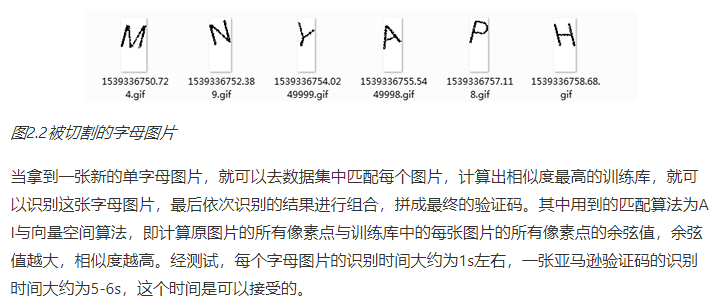 M N Y A P H
1539336750.72 1539336752.38 1539336754.02 1539336755.54 1539336757.11 1539336758.68.
4.gif 9.gif 49999.gif 49998.gif 8.gif gif
图2.2被切割的字母图片
当拿到一张新的单字母图片，就可以去数据集中匹配每个图片，计算出相似度最高的训练库，就可
以识别这张字母图片，最后依次识别的结果进行组合，拼成最终的验证码。其中用到的匹配算法为A
I与向量空间算法，即计算原图片的所有像素点与训练库中的每张图片的所有像素点的余弦值，余弦
值越大，相似度越高。经测试，每个字母图片的识别时间大约为1s左右，一张亚马逊验证码的识别
时间大约为5-6s，这个时间是可以接受的。